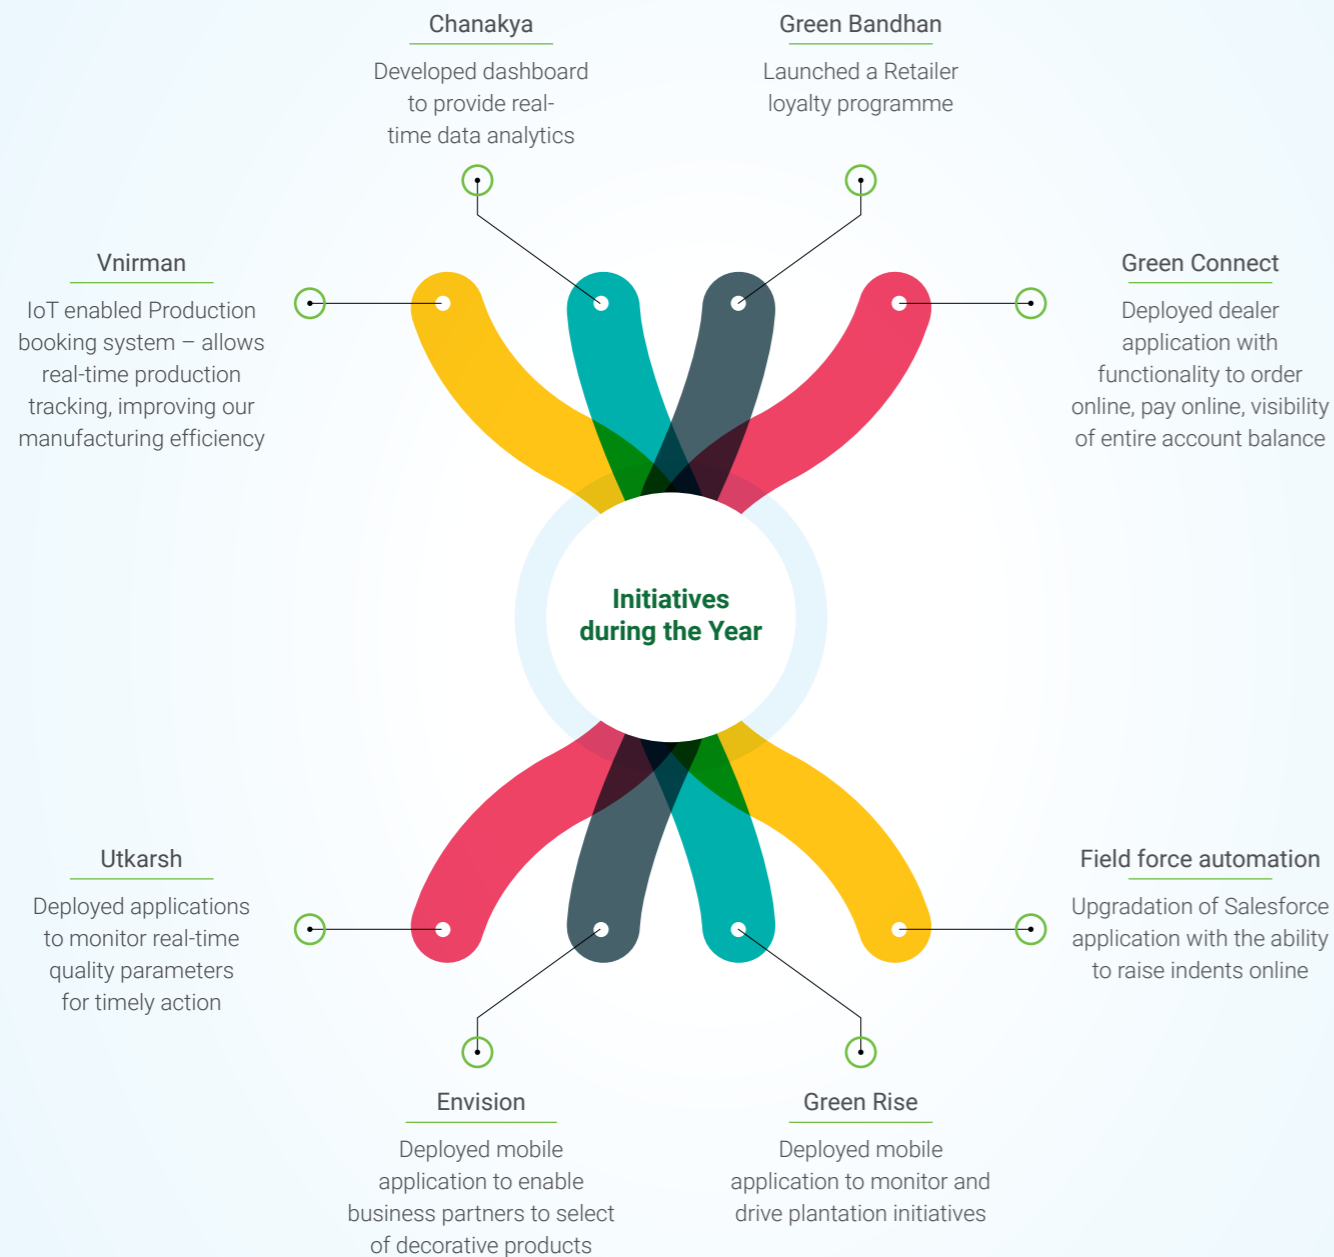 Chanakya
Developed dashboard
to provide real-
time data analytics
Green Bandhan
Launched a Retailer
loyalty programme
Vnirman
IoT enabled Production
booking system – allows
real-time production
tracking, improving our
manufacturing efficiency
Green Connect
Deployed dealer
application with
functionality to order
online, pay online, visibility
of entire account balance
Initiatives
during the Year
Utkarsh
Deployed applications
to monitor real-time
quality parameters
for timely action
Field force automation
Upgradation of Salesforce
application with the ability
to raise indents online
Envision
Deployed mobile
application to enable
business partners to select
of decorative products
Green Rise
Deployed mobile
application to monitor and
drive plantation initiatives